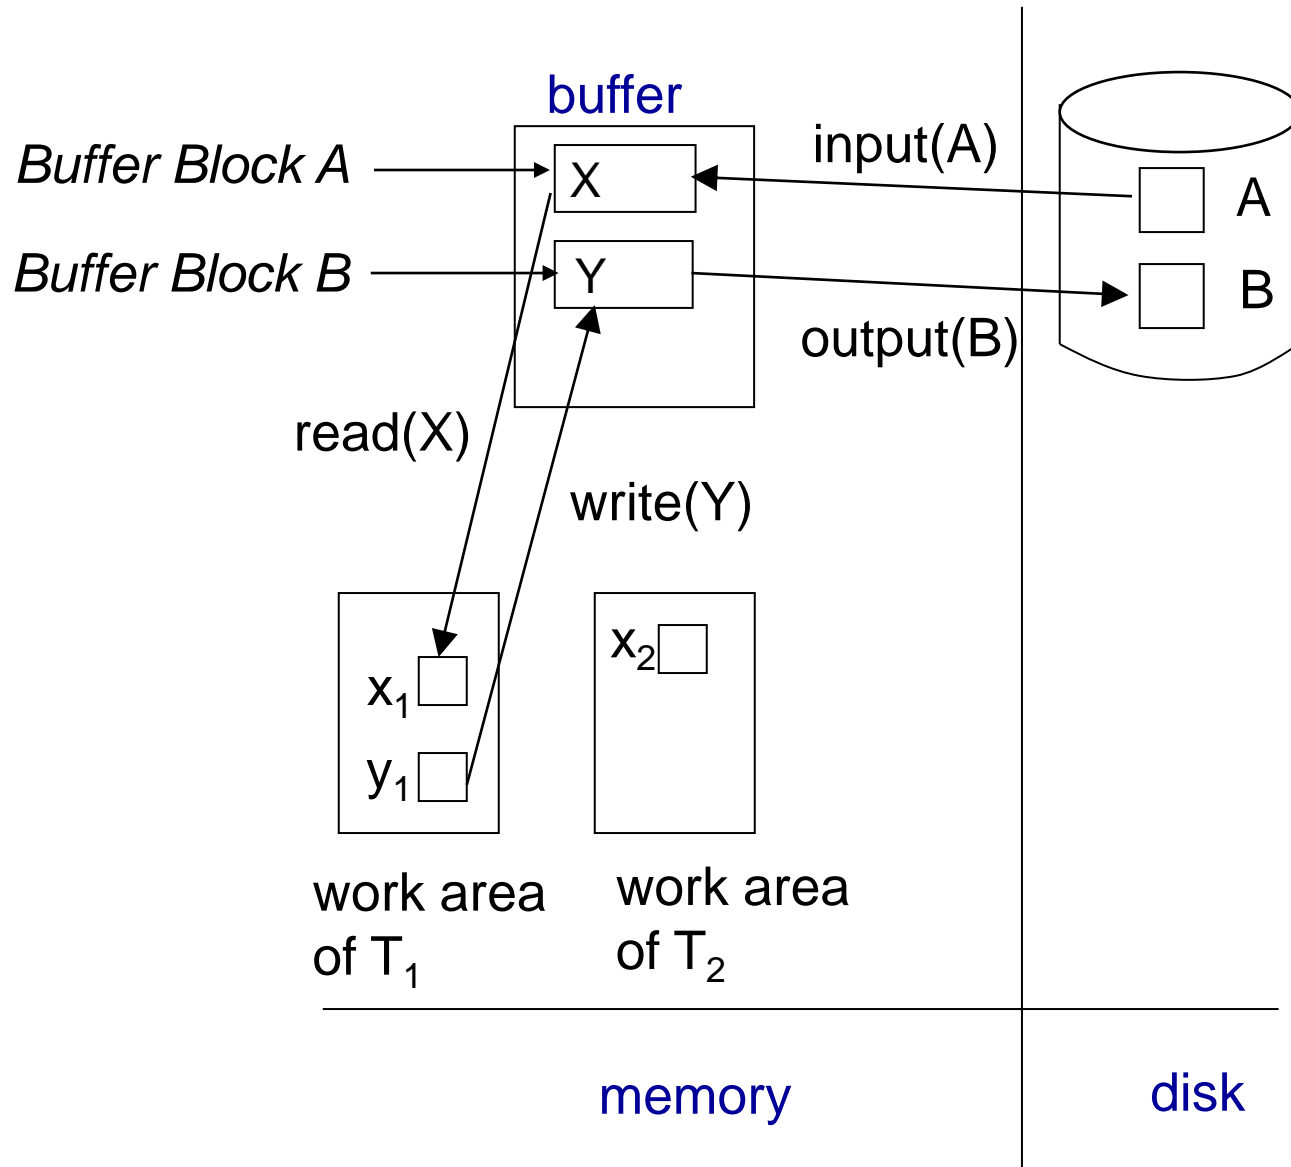 buffer
input(A)
Buffer Block A
X
A
Buffer Block B
Y
B
output(B)
read(X)
write(Y)
x₂
x₁
y₁
work area
of T₁
work area
of T₂
memory
disk